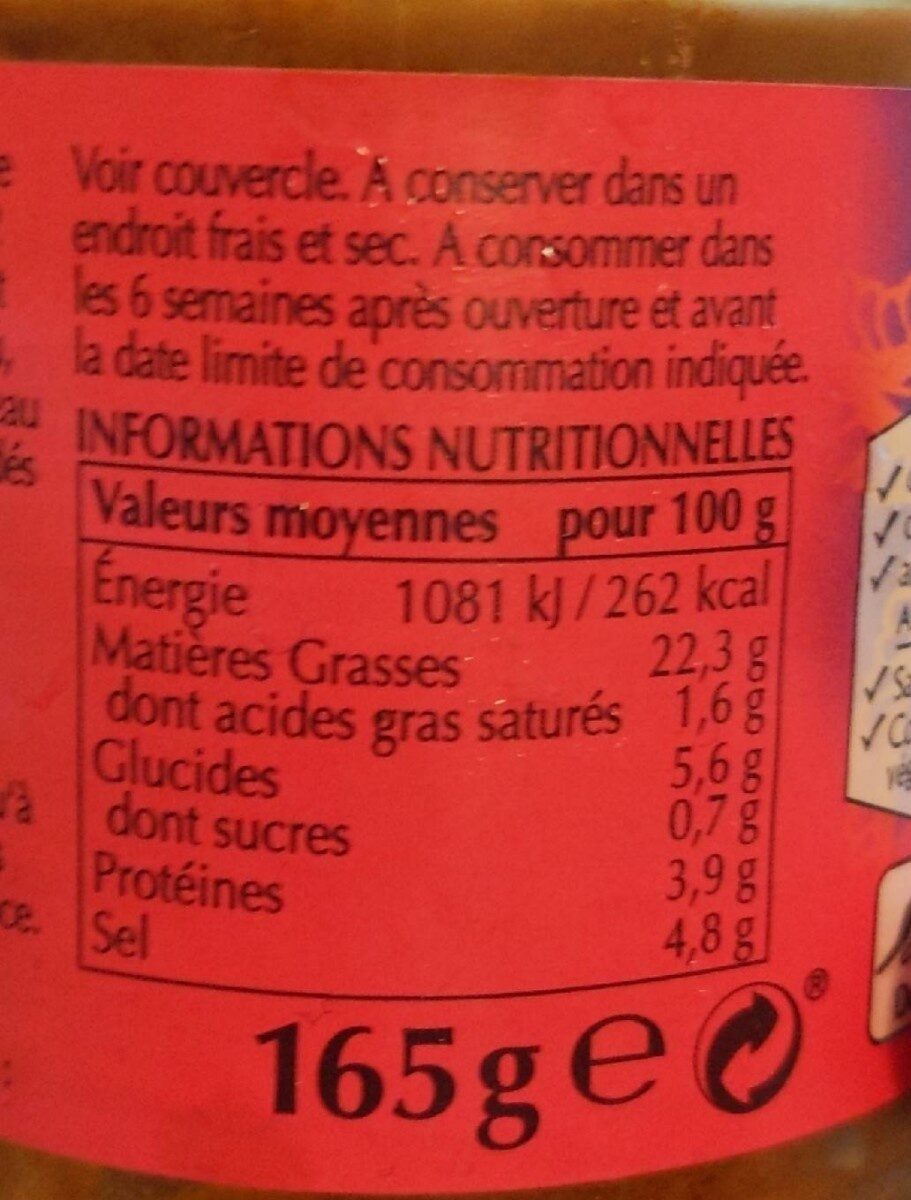 Voir couvercle. A conserver dans un
endroit frais et sec. A consommer dans
les 6 semaines après ouverture et avant
la date limite de consommation indiquée.
INFORMATIONS NUTRITIONNELLES
Valeurs moyennes pour 100 g
Énergie 1081 kJ / 262 kcal
Matières Grasses 22,3 g
dont acides gras saturés 1,6 g
Glucides 5,6 g
dont sucres 0,7 g
Protéines 3,9 g
Sel 4,8 g
165g e ®